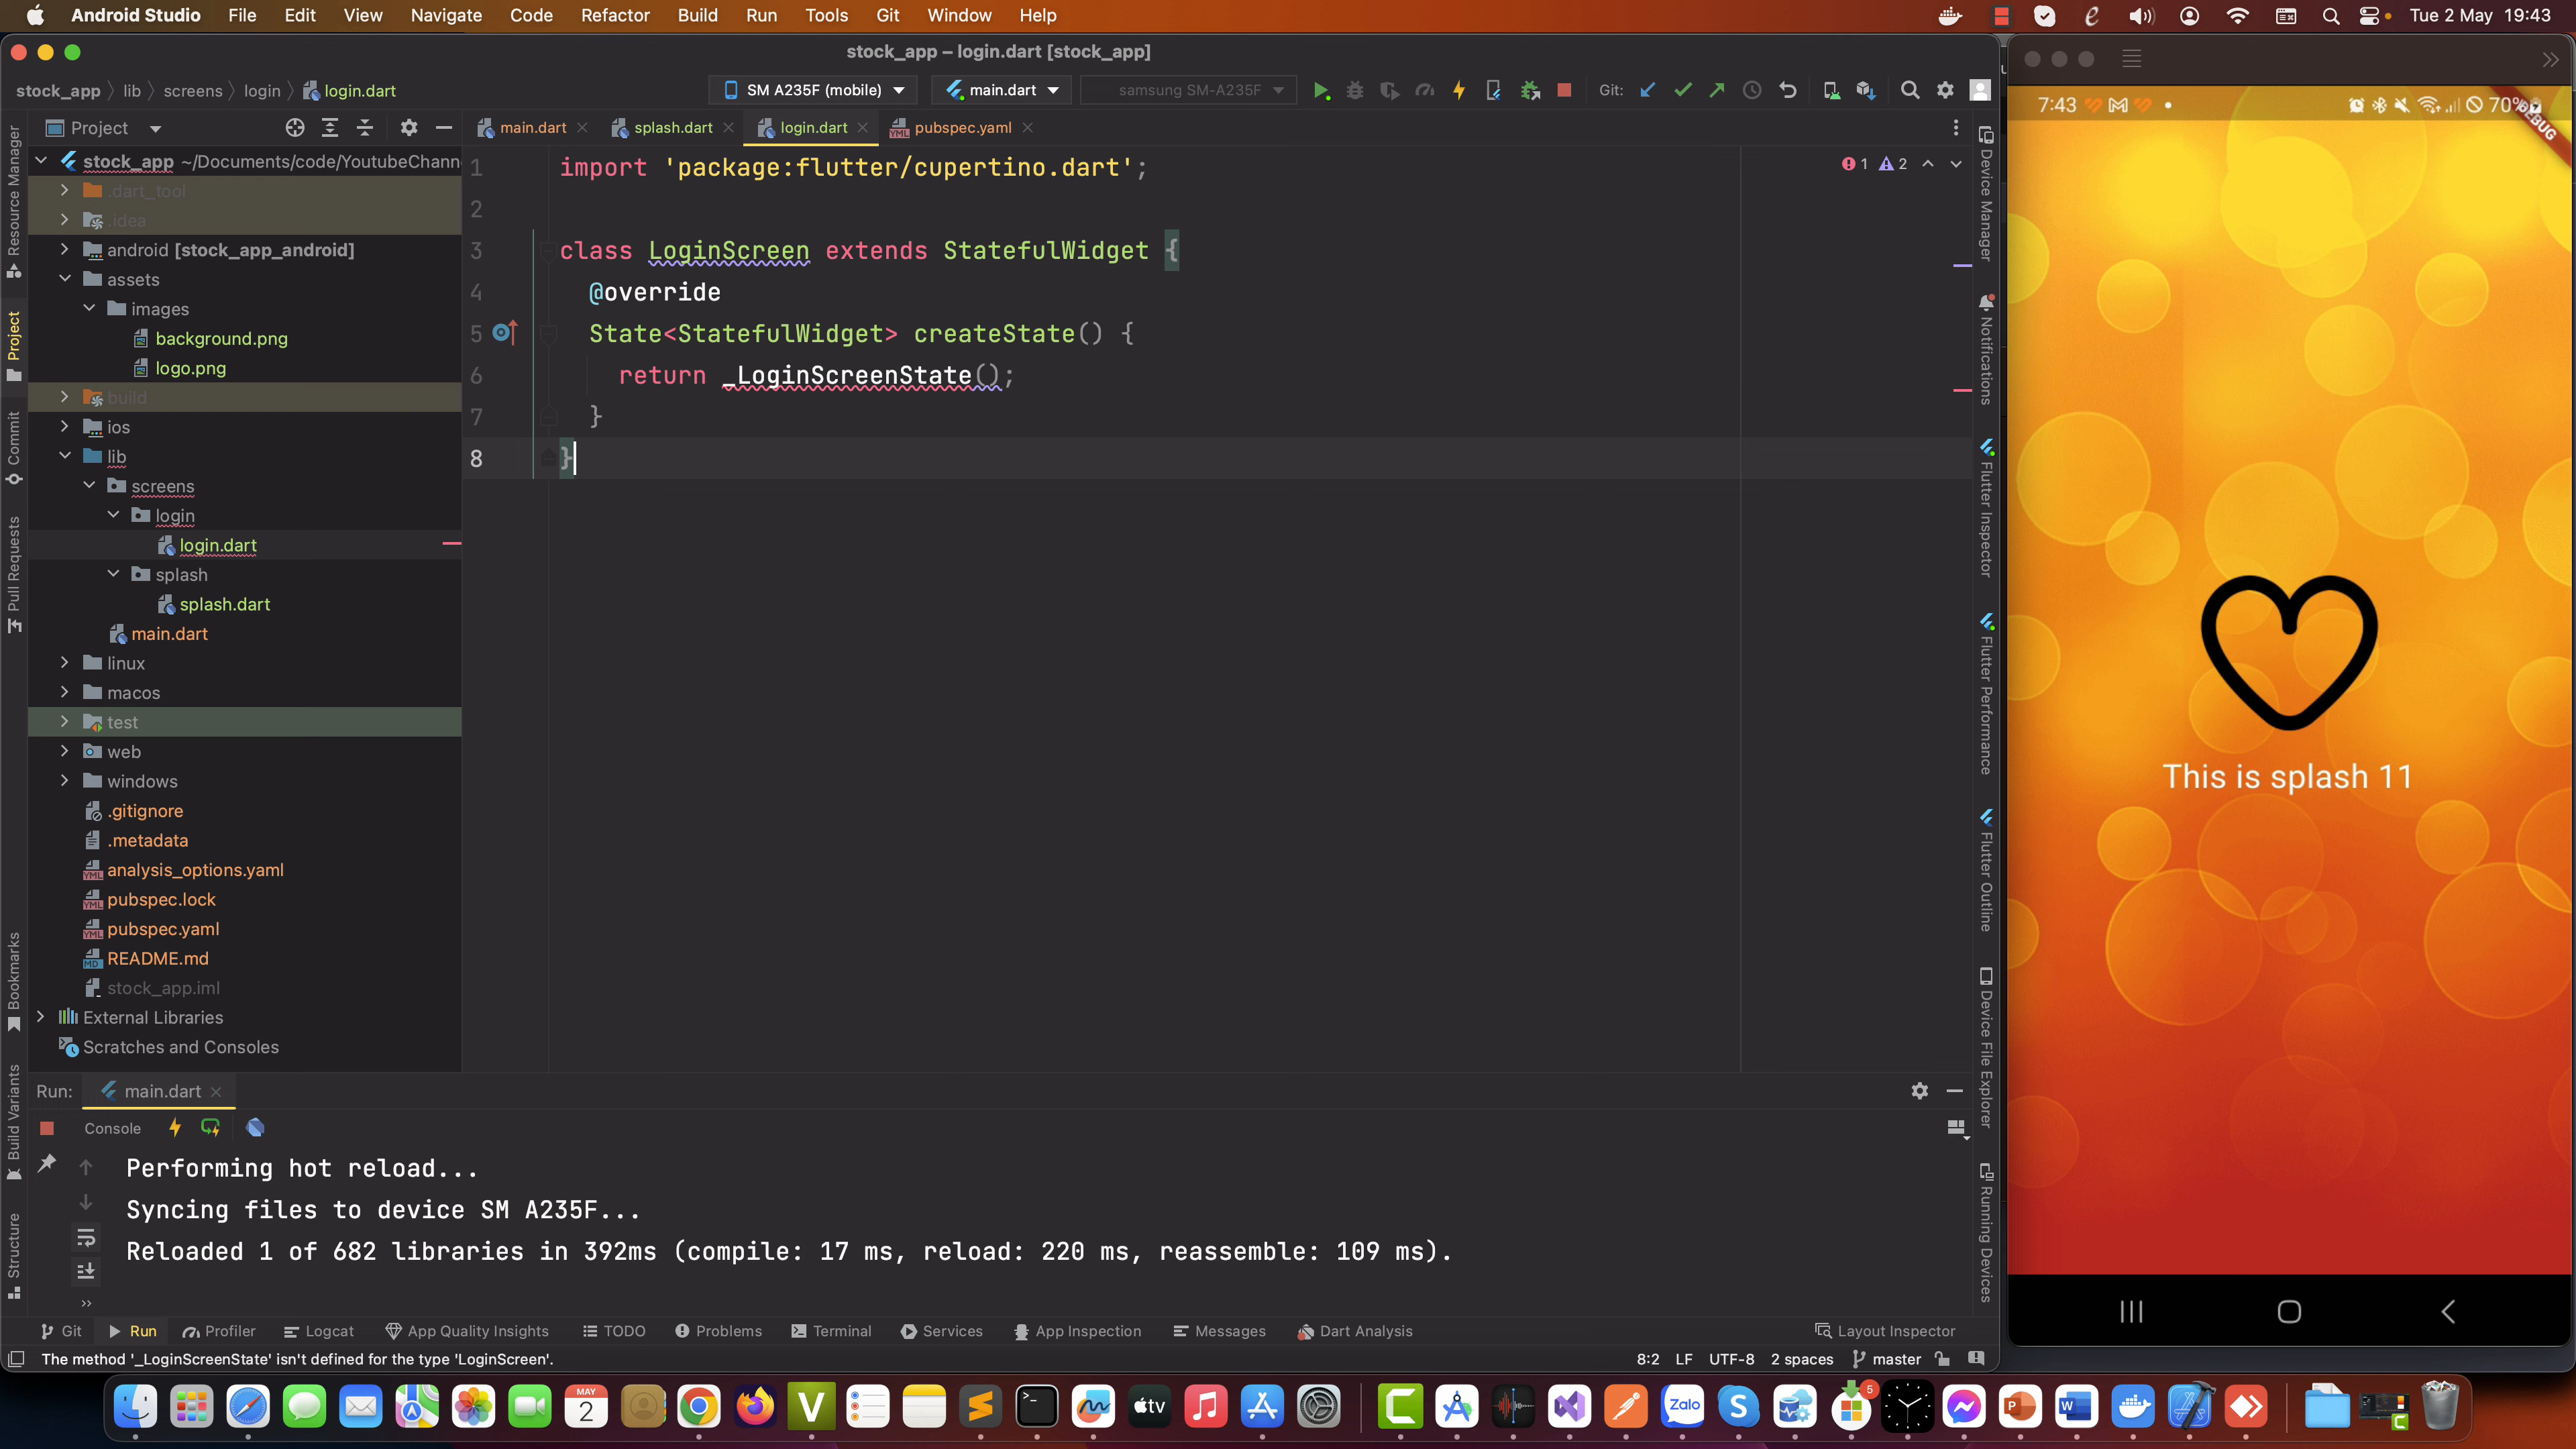 Android Studio File Edit View Navigate Code Refactor Build Run Tools Git Window Help Tue 2 May 19:43
stock_app – login.dart [stock_app]
stock_app lib screens login login.dart SM A235F (mobile) main.dart samsung SM-A235F Git:
Project main.dart splash.dart login.dart pubspec.yaml
stock_app ~/Documents/code/YoutubeChann
.dart_tool
.idea
android [stock_app_android]
assets
images
background.png
logo.png
build
ios
lib
screens
login
login.dart
splash
splash.dart
main.dart
linux
macos
test
web
windows
.gitignore
.metadata
analysis_options.yaml
pubspec.lock
pubspec.yaml
README.md
stock_app.iml
External Libraries
Scratches and Consoles
1 import 'package:flutter/cupertino.dart';
2
3 class LoginScreen extends StatefulWidget {
4 @override
5 State<StatefulWidget> createState() {
6 return _LoginScreenState();
7 }
8 }
1 2
Resource Manager
Project
Commit
Pull Requests
Bookmarks
Build Variants
Structure
Device Manager
Notifications
Flutter Inspector
Flutter Performance
Flutter Outline
Device File Explorer
Running Devices
7:43 70%
DEBUG
This is splash 11
Run: main.dart
Console
Performing hot reload...
Syncing files to device SM A235F...
Reloaded 1 of 682 libraries in 392ms (compile: 17 ms, reload: 220 ms, reassemble: 109 ms).
Git Run Profiler Logcat App Quality Insights TODO Problems Terminal Services App Inspection Messages Dart Analysis Layout Inspector
The method '_LoginScreenState' isn't defined for the type 'LoginScreen'. 8:2 LF UTF-8 2 spaces master
MAY
2
tv
Zalo
5